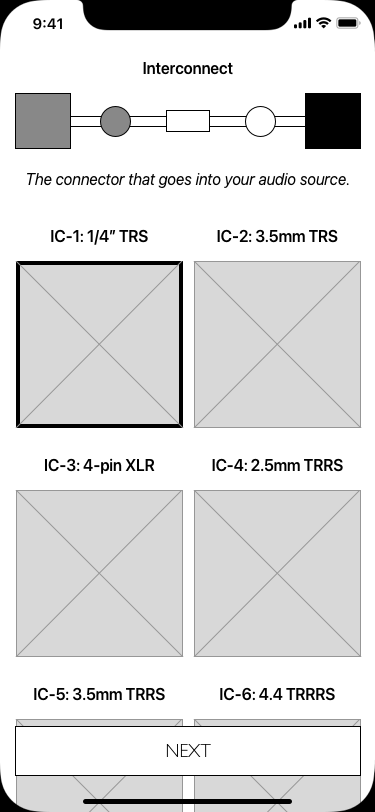 9:41
Interconnect
The connector that goes into your audio source.
IC-1: 1/4” TRS
IC-2: 3.5mm TRS
IC-3: 4-pin XLR
IC-4: 2.5mm TRRS
IC-5: 3.5mm TRRS
IC-6: 4.4 TRRRS
NEXT